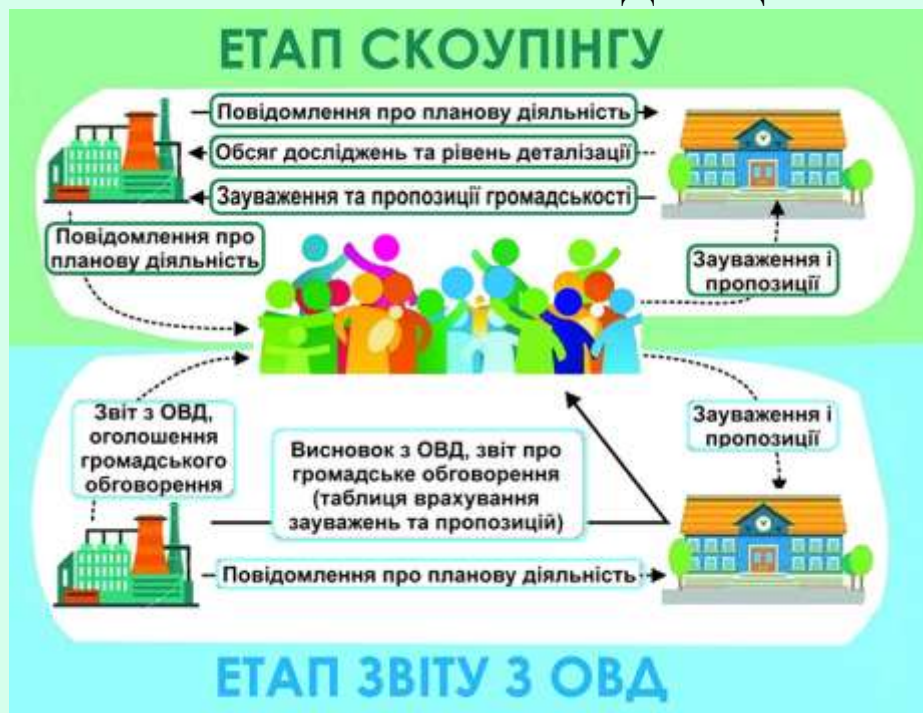 ЕТАП СКОУПІНГУ
Повідомлення про планову діяльність
Обсяг досліджень та рівень деталізації
Зауваження та пропозиції громадськості
Повідомлення про
планову діяльність
Зауваження і
пропозиції
Звіт з ОВД,
оголошення
громадського
обговорення
Висновок з ОВД, звіт про
громадське обговорення
(таблиця врахування
зауважень та пропозицій)
Зауваження і
пропозиції
Повідомлення про планову діяльність
ЕТАП ЗВІТУ З ОВД